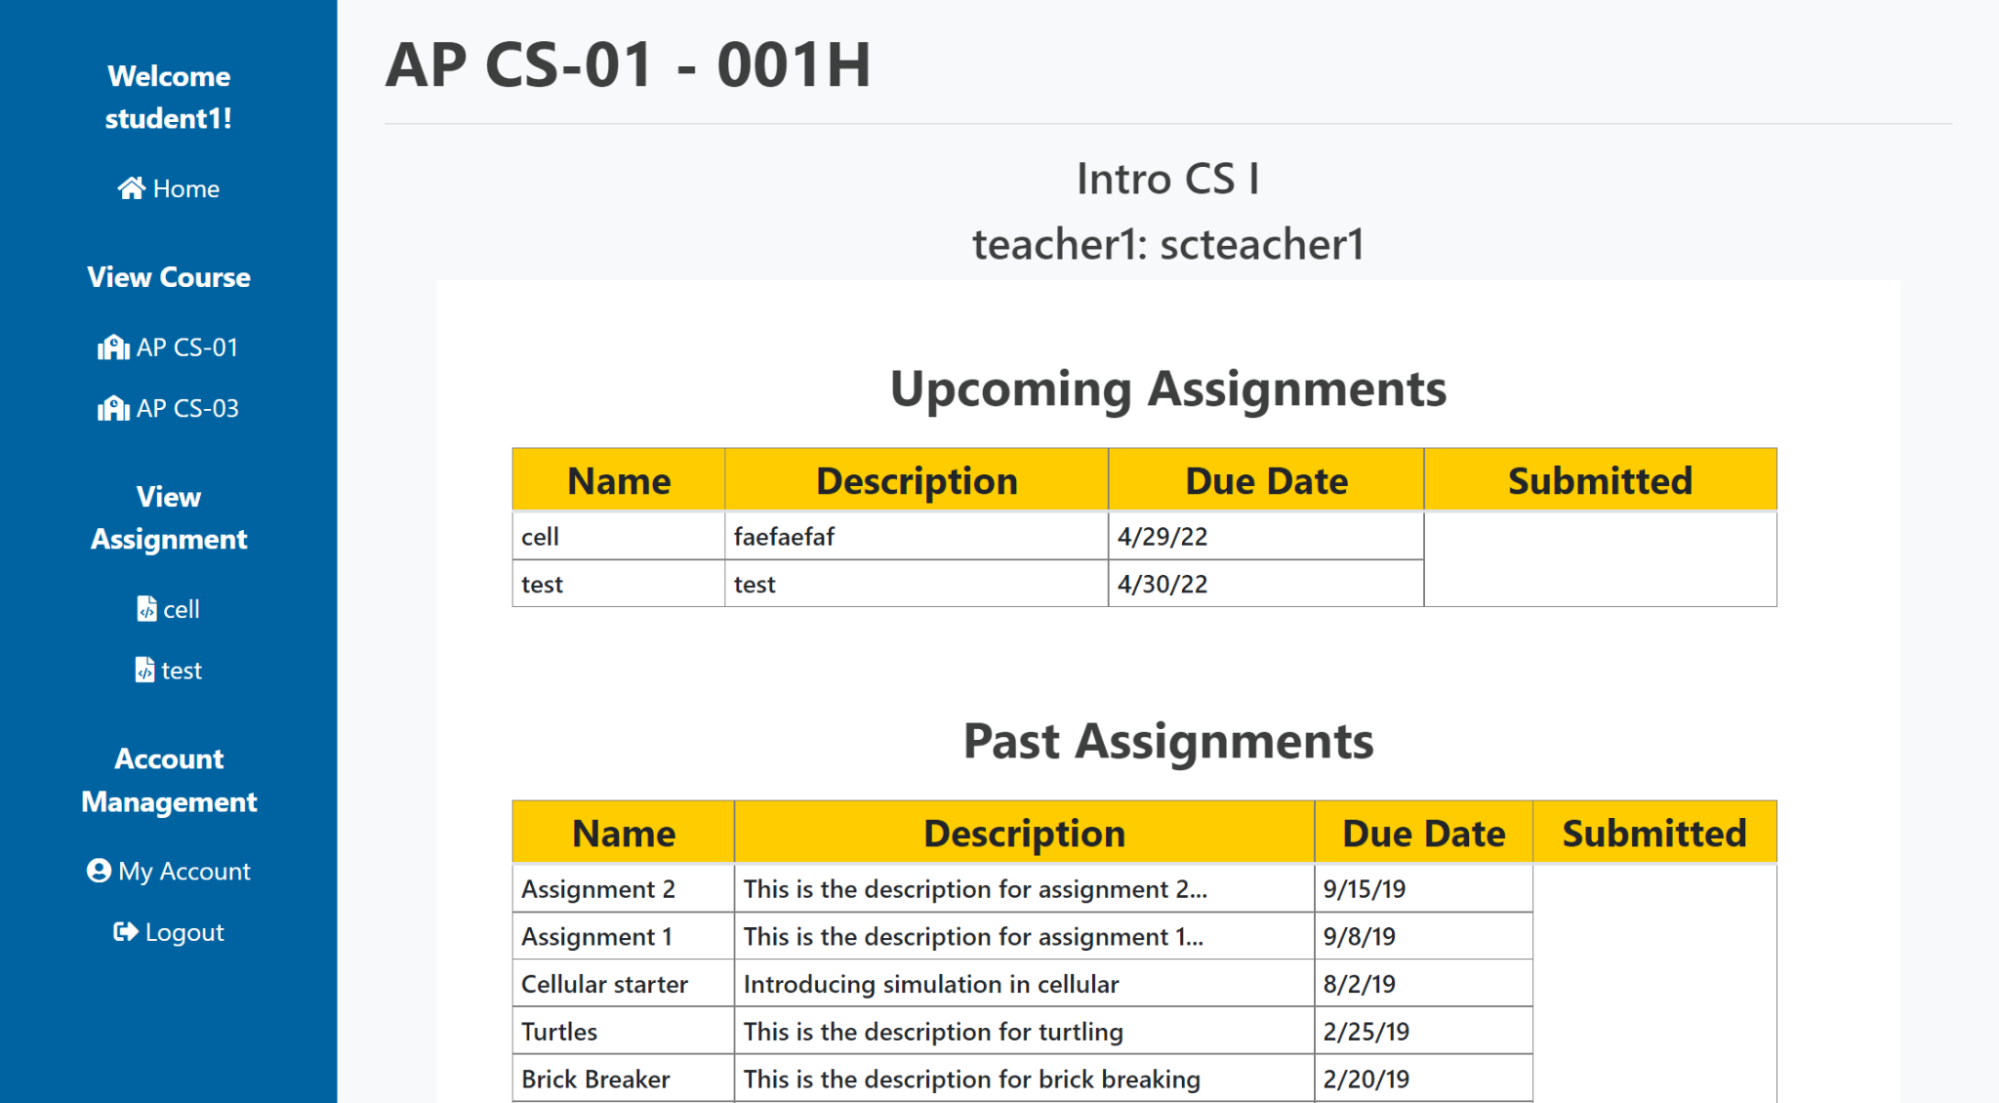 Welcome
student1!
Home
View Course
AP CS-01
AP CS-03
View
Assignment
cell
test
Account
Management
My Account
Logout
AP CS-01 - 001H
Intro CS I
teacher1: scteacher1
Upcoming Assignments
Name Description Due Date Submitted
cell faefaefaf 4/29/22
test test 4/30/22
Past Assignments
Name Description Due Date Submitted
Assignment 2 This is the description for assignment 2... 9/15/19
Assignment 1 This is the description for assignment 1... 9/8/19
Cellular starter Introducing simulation in cellular 8/2/19
Turtles This is the description for turtling 2/25/19
Brick Breaker This is the description for brick breaking 2/20/19